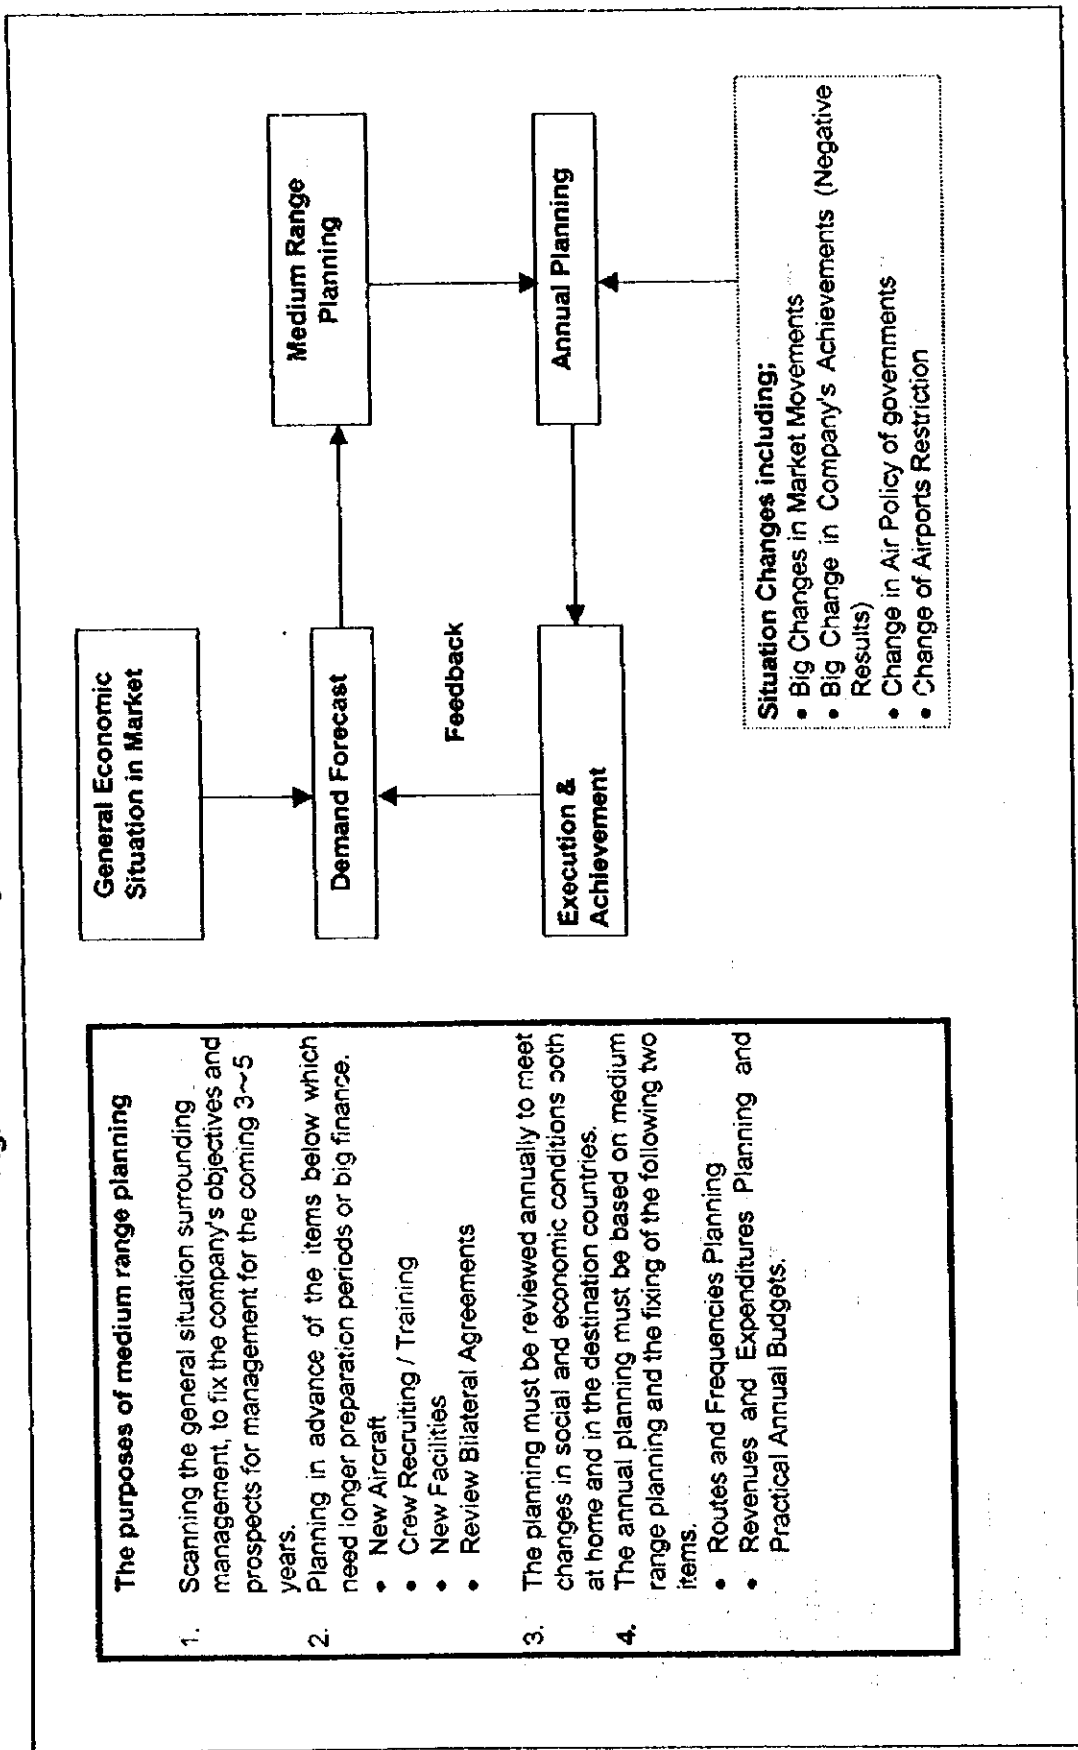 The purposes of medium range planning
1. Scanning the general situation surrounding
management, to fix the company's objectives and
prospects for management for the coming 3~5
years.
2. Planning in advance of the items below which
need longer preparation periods or big finance.
• New Aircraft
• Crew Recruiting / Training
• New Facilities
• Review Bilateral Agreements
3. The planning must be reviewed annually to meet
changes in social and economic conditions both
at home and in the destination countries.
4. The annual planning must be based on medium
range planning and the fixing of the following two
items.
• Routes and Frequencies Planning
• Revenues and Expenditures Planning and
Practical Annual Budgets.
General Economic
Situation in Market
Demand Forecast
Medium Range
Planning
Feedback
Execution &
Achievement
Annual Planning
Situation Changes including;
• Big Changes in Market Movements
• Big Change in Company's Achievements (Negative
Results)
• Change in Air Policy of governments
• Change of Airports Restriction